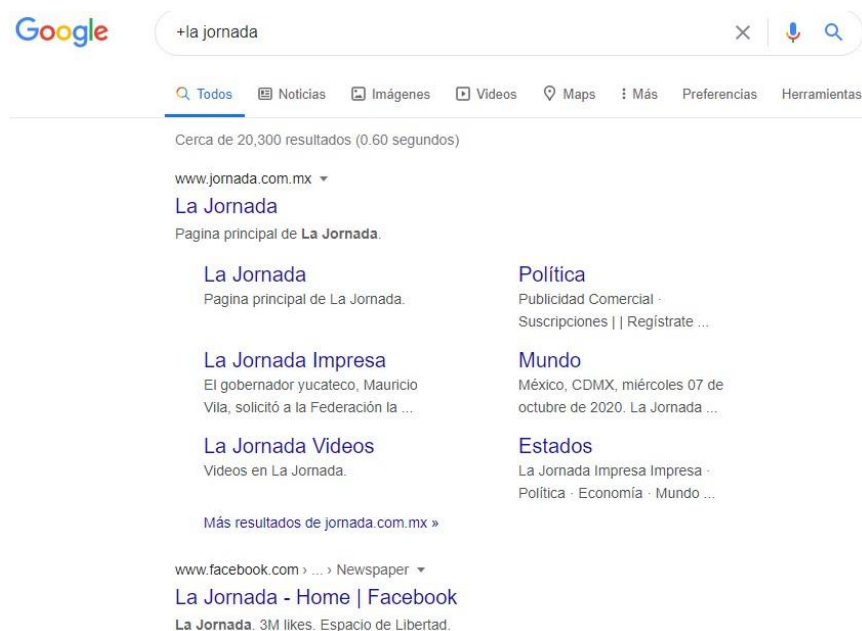 Google
+la jornada
Todos Noticias Imágenes Videos Maps Más Preferencias Herramientas
Cerca de 20,300 resultados (0.60 segundos)
www.jornada.com.mx
La Jornada
Pagina principal de La Jornada.
La Jornada
Pagina principal de La Jornada.
Política
Publicidad Comercial ·
Suscripciones | | Regístrate ...
La Jornada Impresa
El gobernador yucateco, Mauricio
Vila, solicitó a la Federación la ...
Mundo
México, CDMX, miércoles 07 de
octubre de 2020. La Jornada ...
La Jornada Videos
Videos en La Jornada.
Estados
La Jornada Impresa Impresa ·
Política · Economía · Mundo ...
Más resultados de jornada.com.mx »
www.facebook.com › ... › Newspaper
La Jornada - Home | Facebook
La Jornada. 3M likes. Espacio de Libertad.